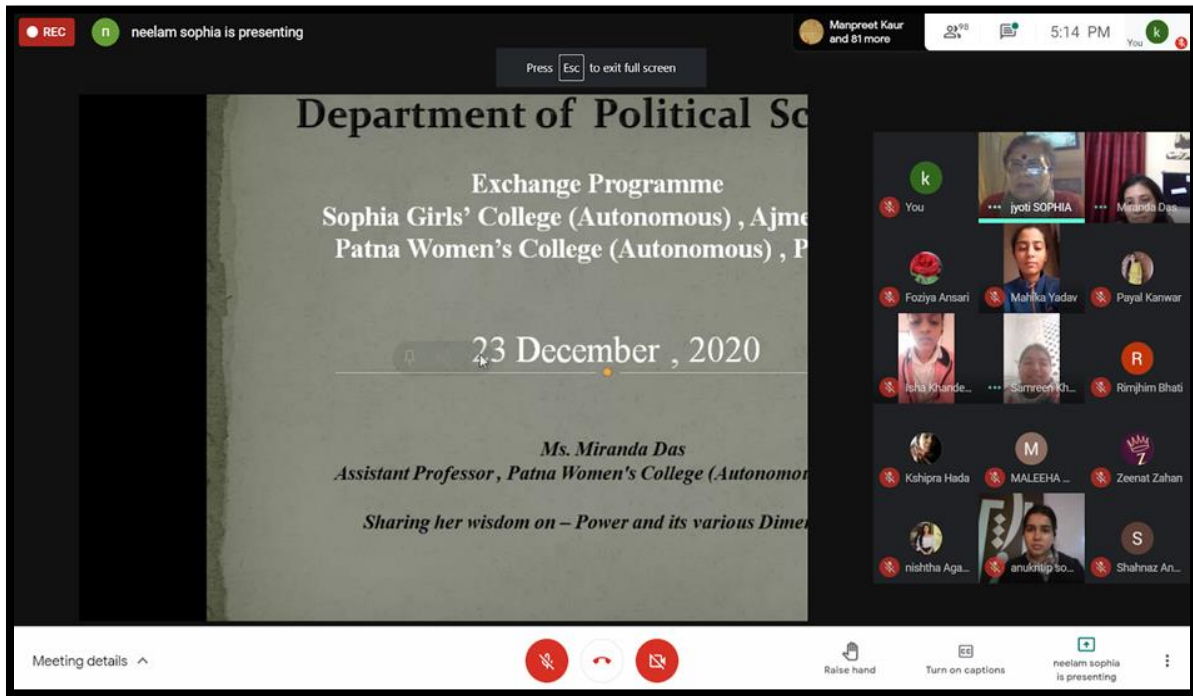 REC
n
neelam sophia is presenting
Manpreet Kaur
and 81 more
98
5:14 PM
You
k
Press Esc to exit full screen
Department of Political Sc
Exchange Programme
Sophia Girls' College (Autonomous) , Ajme
Patna Women's College (Autonomous) , P
23 December , 2020
Ms. Miranda Das
Assistant Professor , Patna Women's College (Autonomou
Sharing her wisdom on – Power and its various Dimen
k
You
jyoti SOPHIA
Miranda Das
Foziya Ansari
Mahika Yadav
Payal Kanwar
Isha Khande...
Samreen Kh...
R
Rimjhim Bhati
Kshipra Hada
M
MALEEHA ...
Z
Zeenat Zahan
nishtha Aga...
anukritip so...
S
Shahnaz An...
Meeting details
Raise hand
CC
Turn on captions
neelam sophia
is presenting